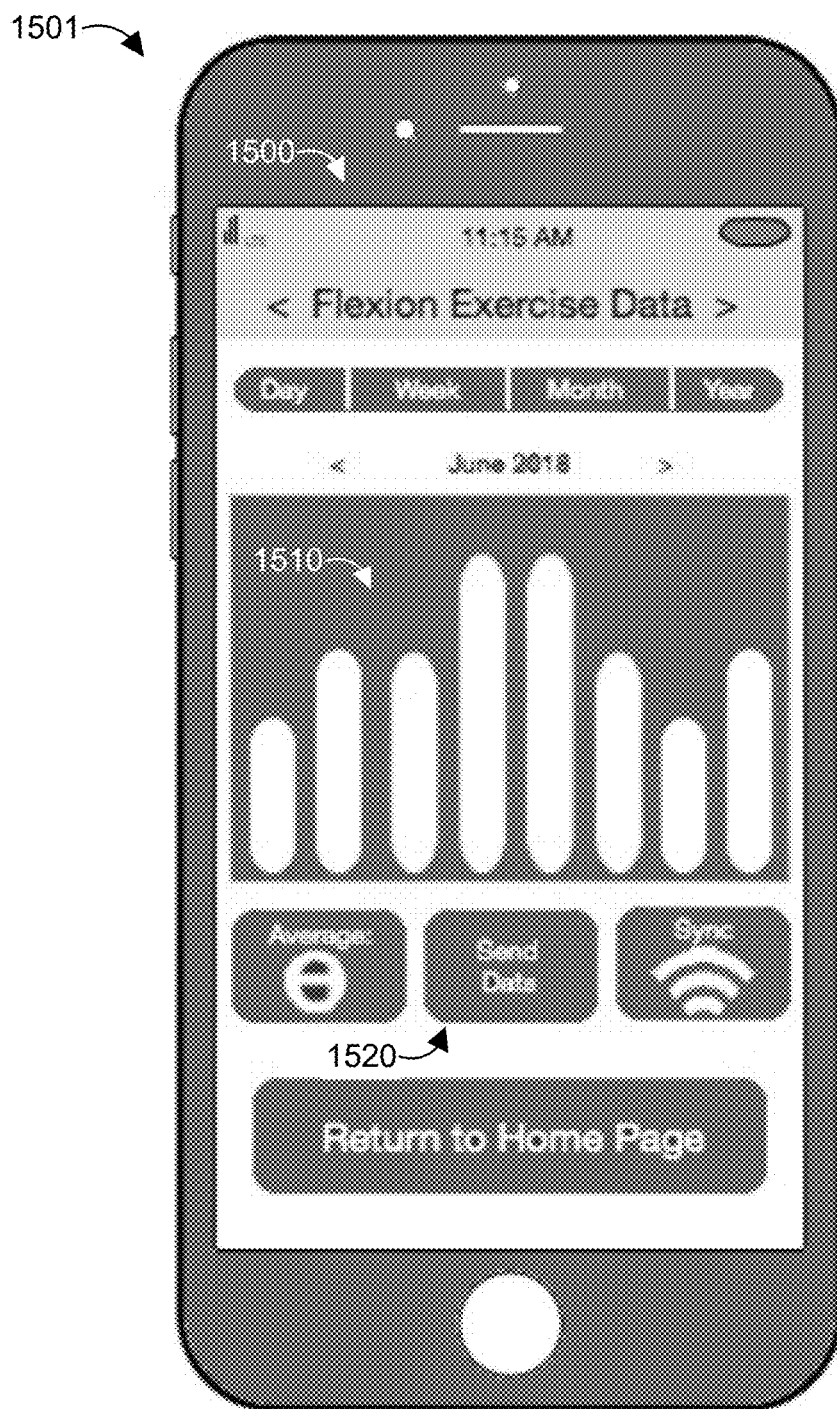 1501
1500
11:15 AM
< Flexion Exercise Data >
Day Week Month Year
< June 2018 >
1510
Average: Send Data Sync
1520
Return to Home Page